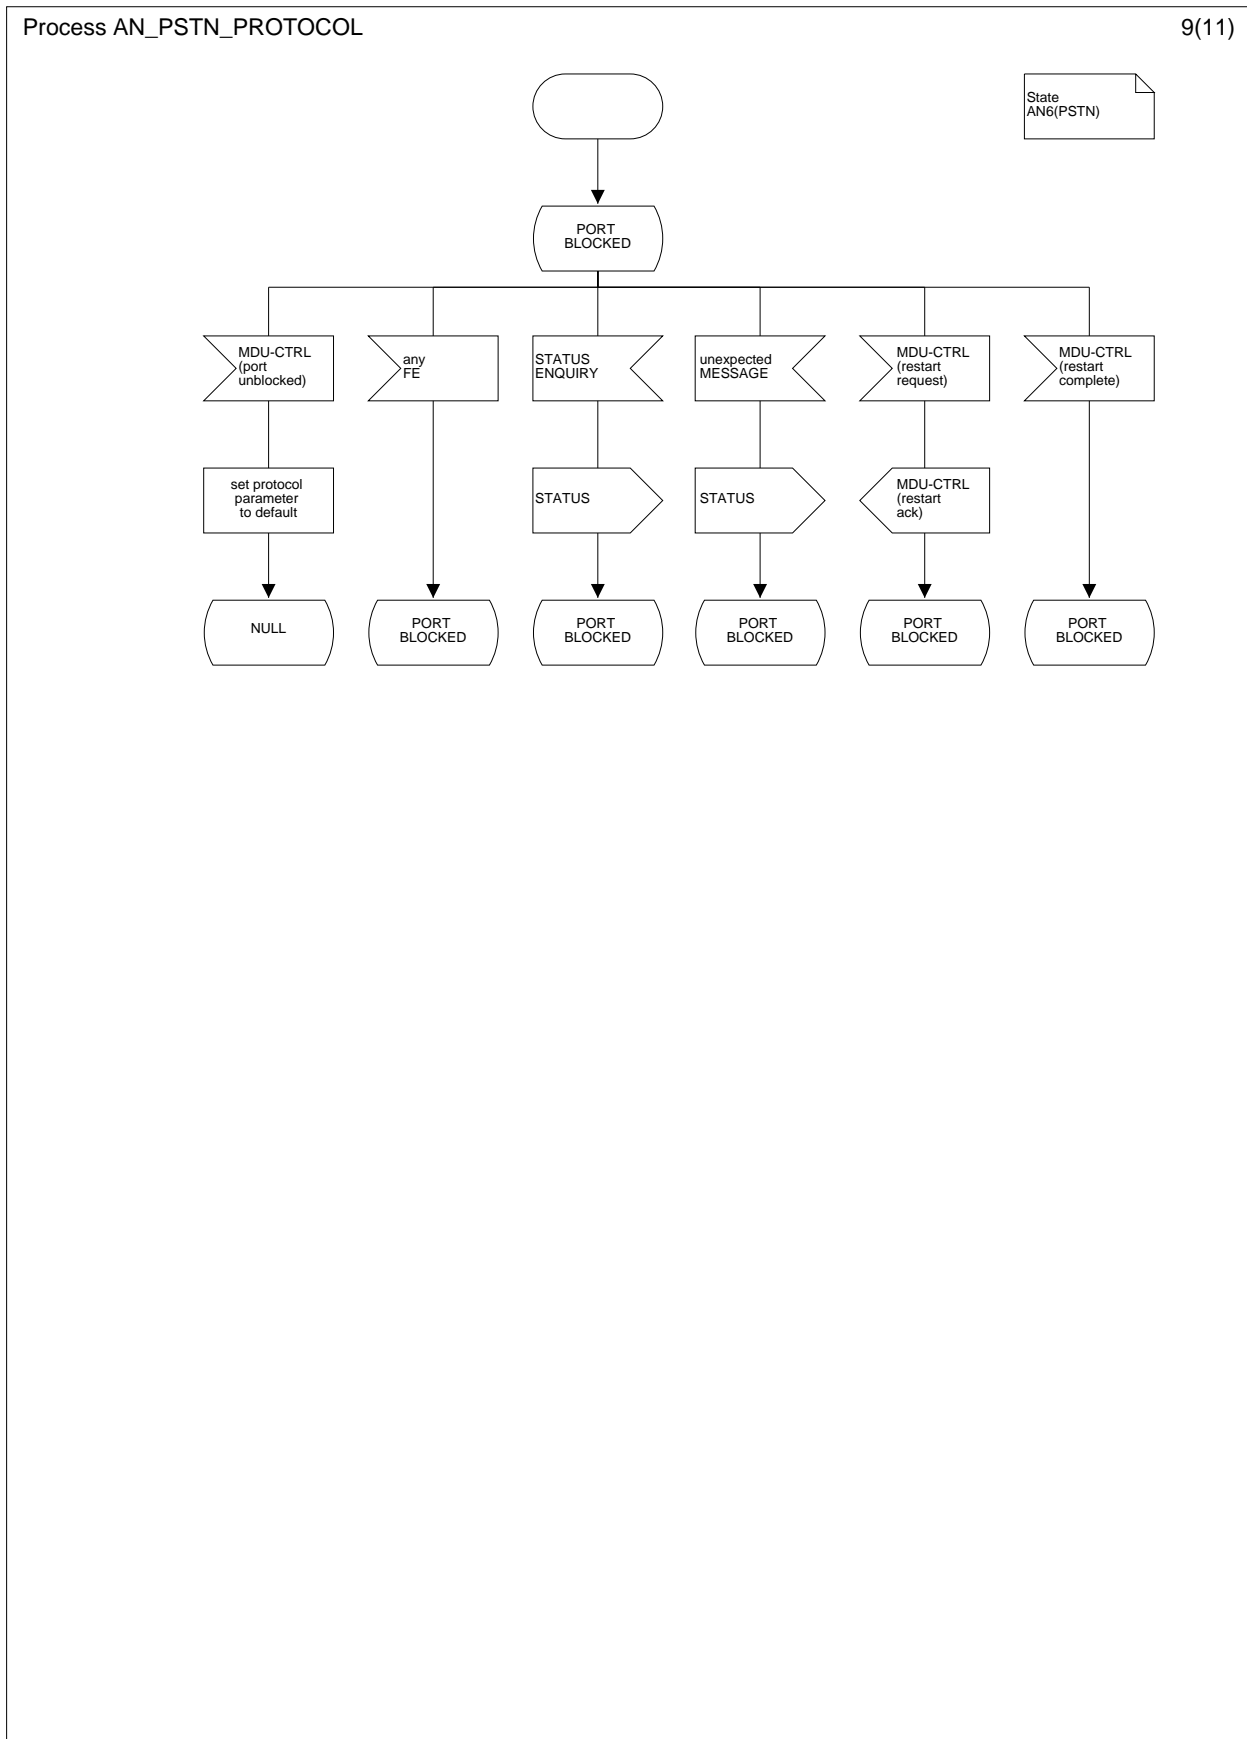 Process AN_PSTN_PROTOCOL
9(11)
State
AN6(PSTN)
PORT
BLOCKED
MDU-CTRL
(port
unblocked)
any
FE
STATUS
ENQUIRY
unexpected
MESSAGE
MDU-CTRL
(restart
request)
MDU-CTRL
(restart
complete)
set protocol
parameter
to default
STATUS
STATUS
MDU-CTRL
(restart
ack)
NULL
PORT
BLOCKED
PORT
BLOCKED
PORT
BLOCKED
PORT
BLOCKED
PORT
BLOCKED